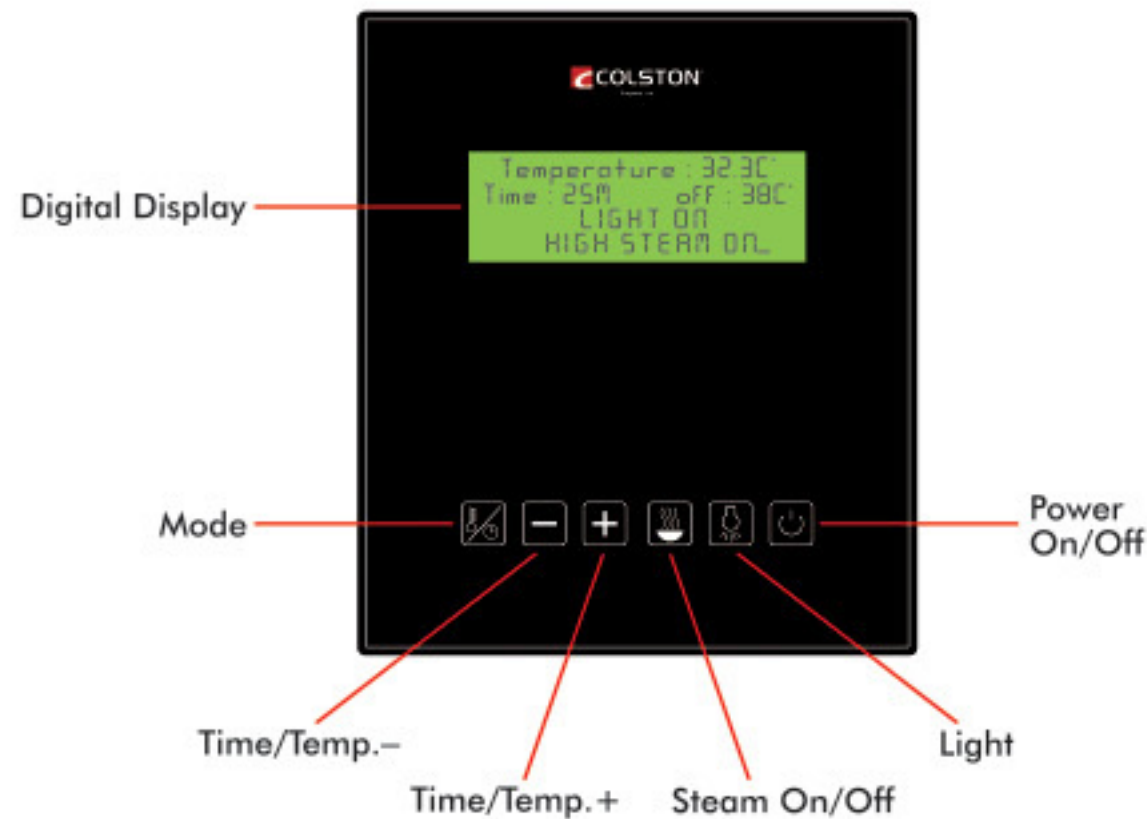 COLSTON
Temperature : 32.3C°
Time : 25M off : 38C°
LIGHT ON
HIGH STEAM ON_
Digital Display
Mode
Power
On/Off
Time/Temp.–
Light
Time/Temp.+
Steam On/Off